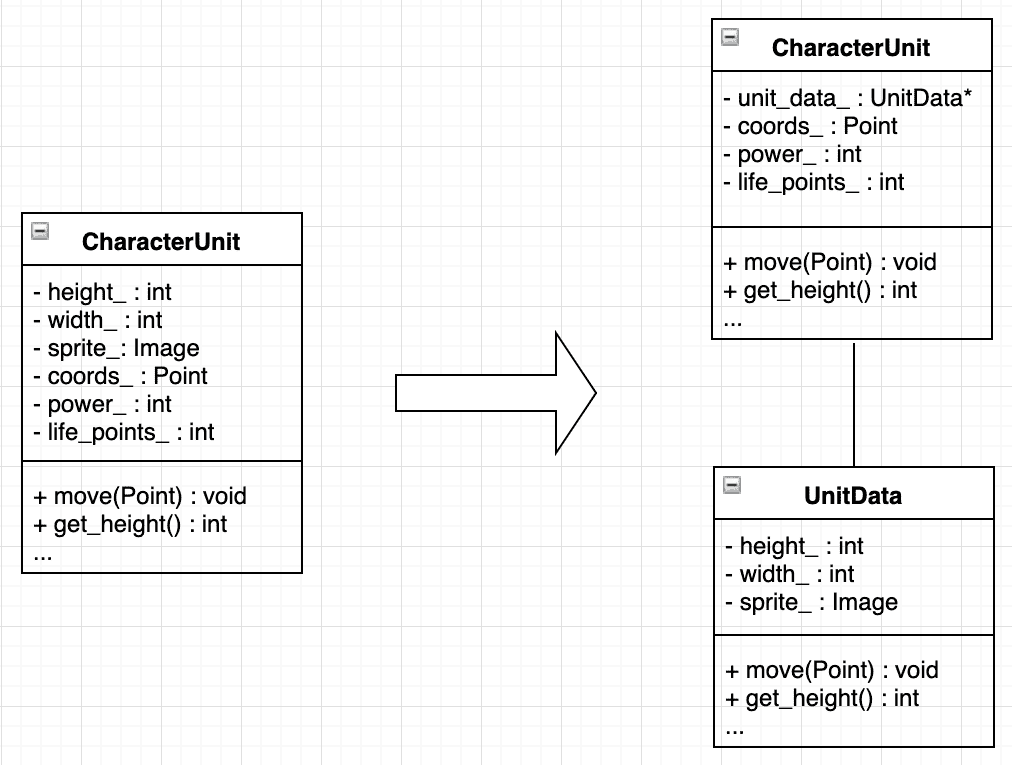 CharacterUnit
- height_ : int
- width_ : int
- sprite_: Image
- coords_ : Point
- power_ : int
- life_points_ : int
+ move(Point) : void
+ get_height() : int
...
CharacterUnit
- unit_data_ : UnitData*
- coords_ : Point
- power_ : int
- life_points_ : int
+ move(Point) : void
+ get_height() : int
...
UnitData
- height_ : int
- width_ : int
- sprite_ : Image
+ move(Point) : void
+ get_height() : int
...